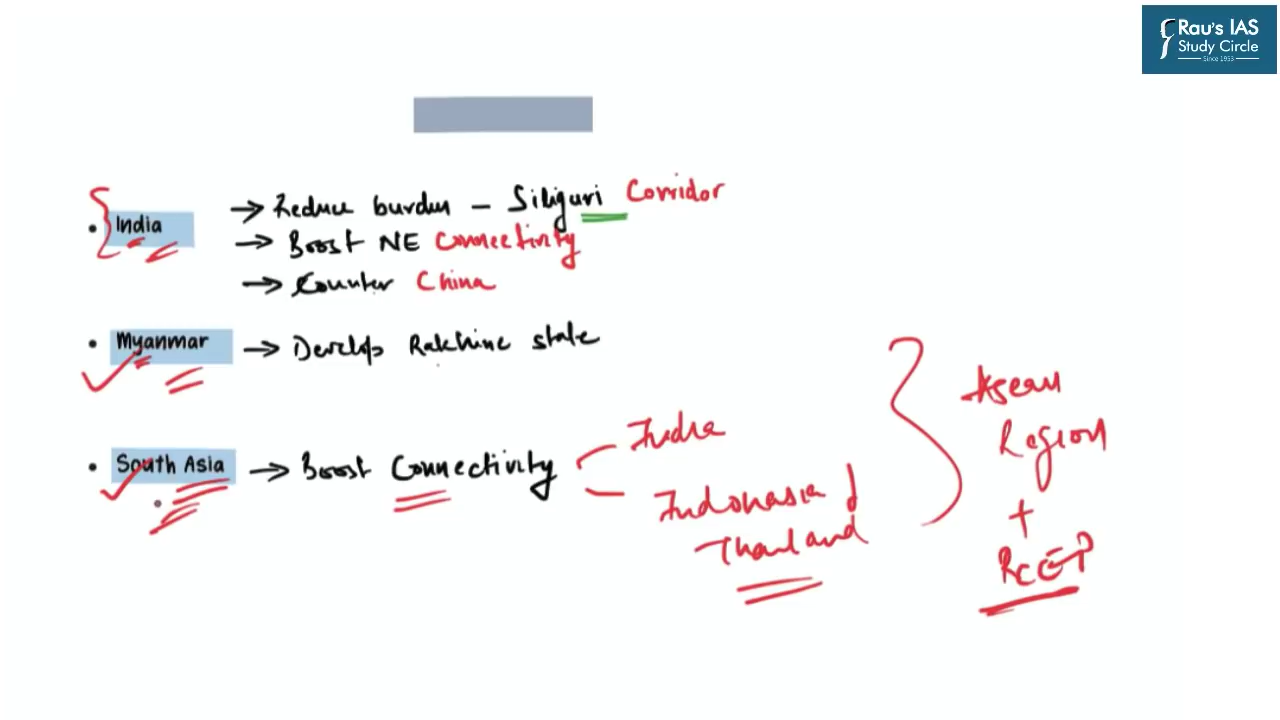 Rau's IAS
Study Circle
Since 1953
• India → Reduce burden – Siliguri Corridor
→ Boost NE Connectivity
→ Counter China
• Myanmar → Develop Rakhine state
• South Asia → Boost Connectivity
India
Indonasia &
Thailand
Asean
Region
+
RCEP